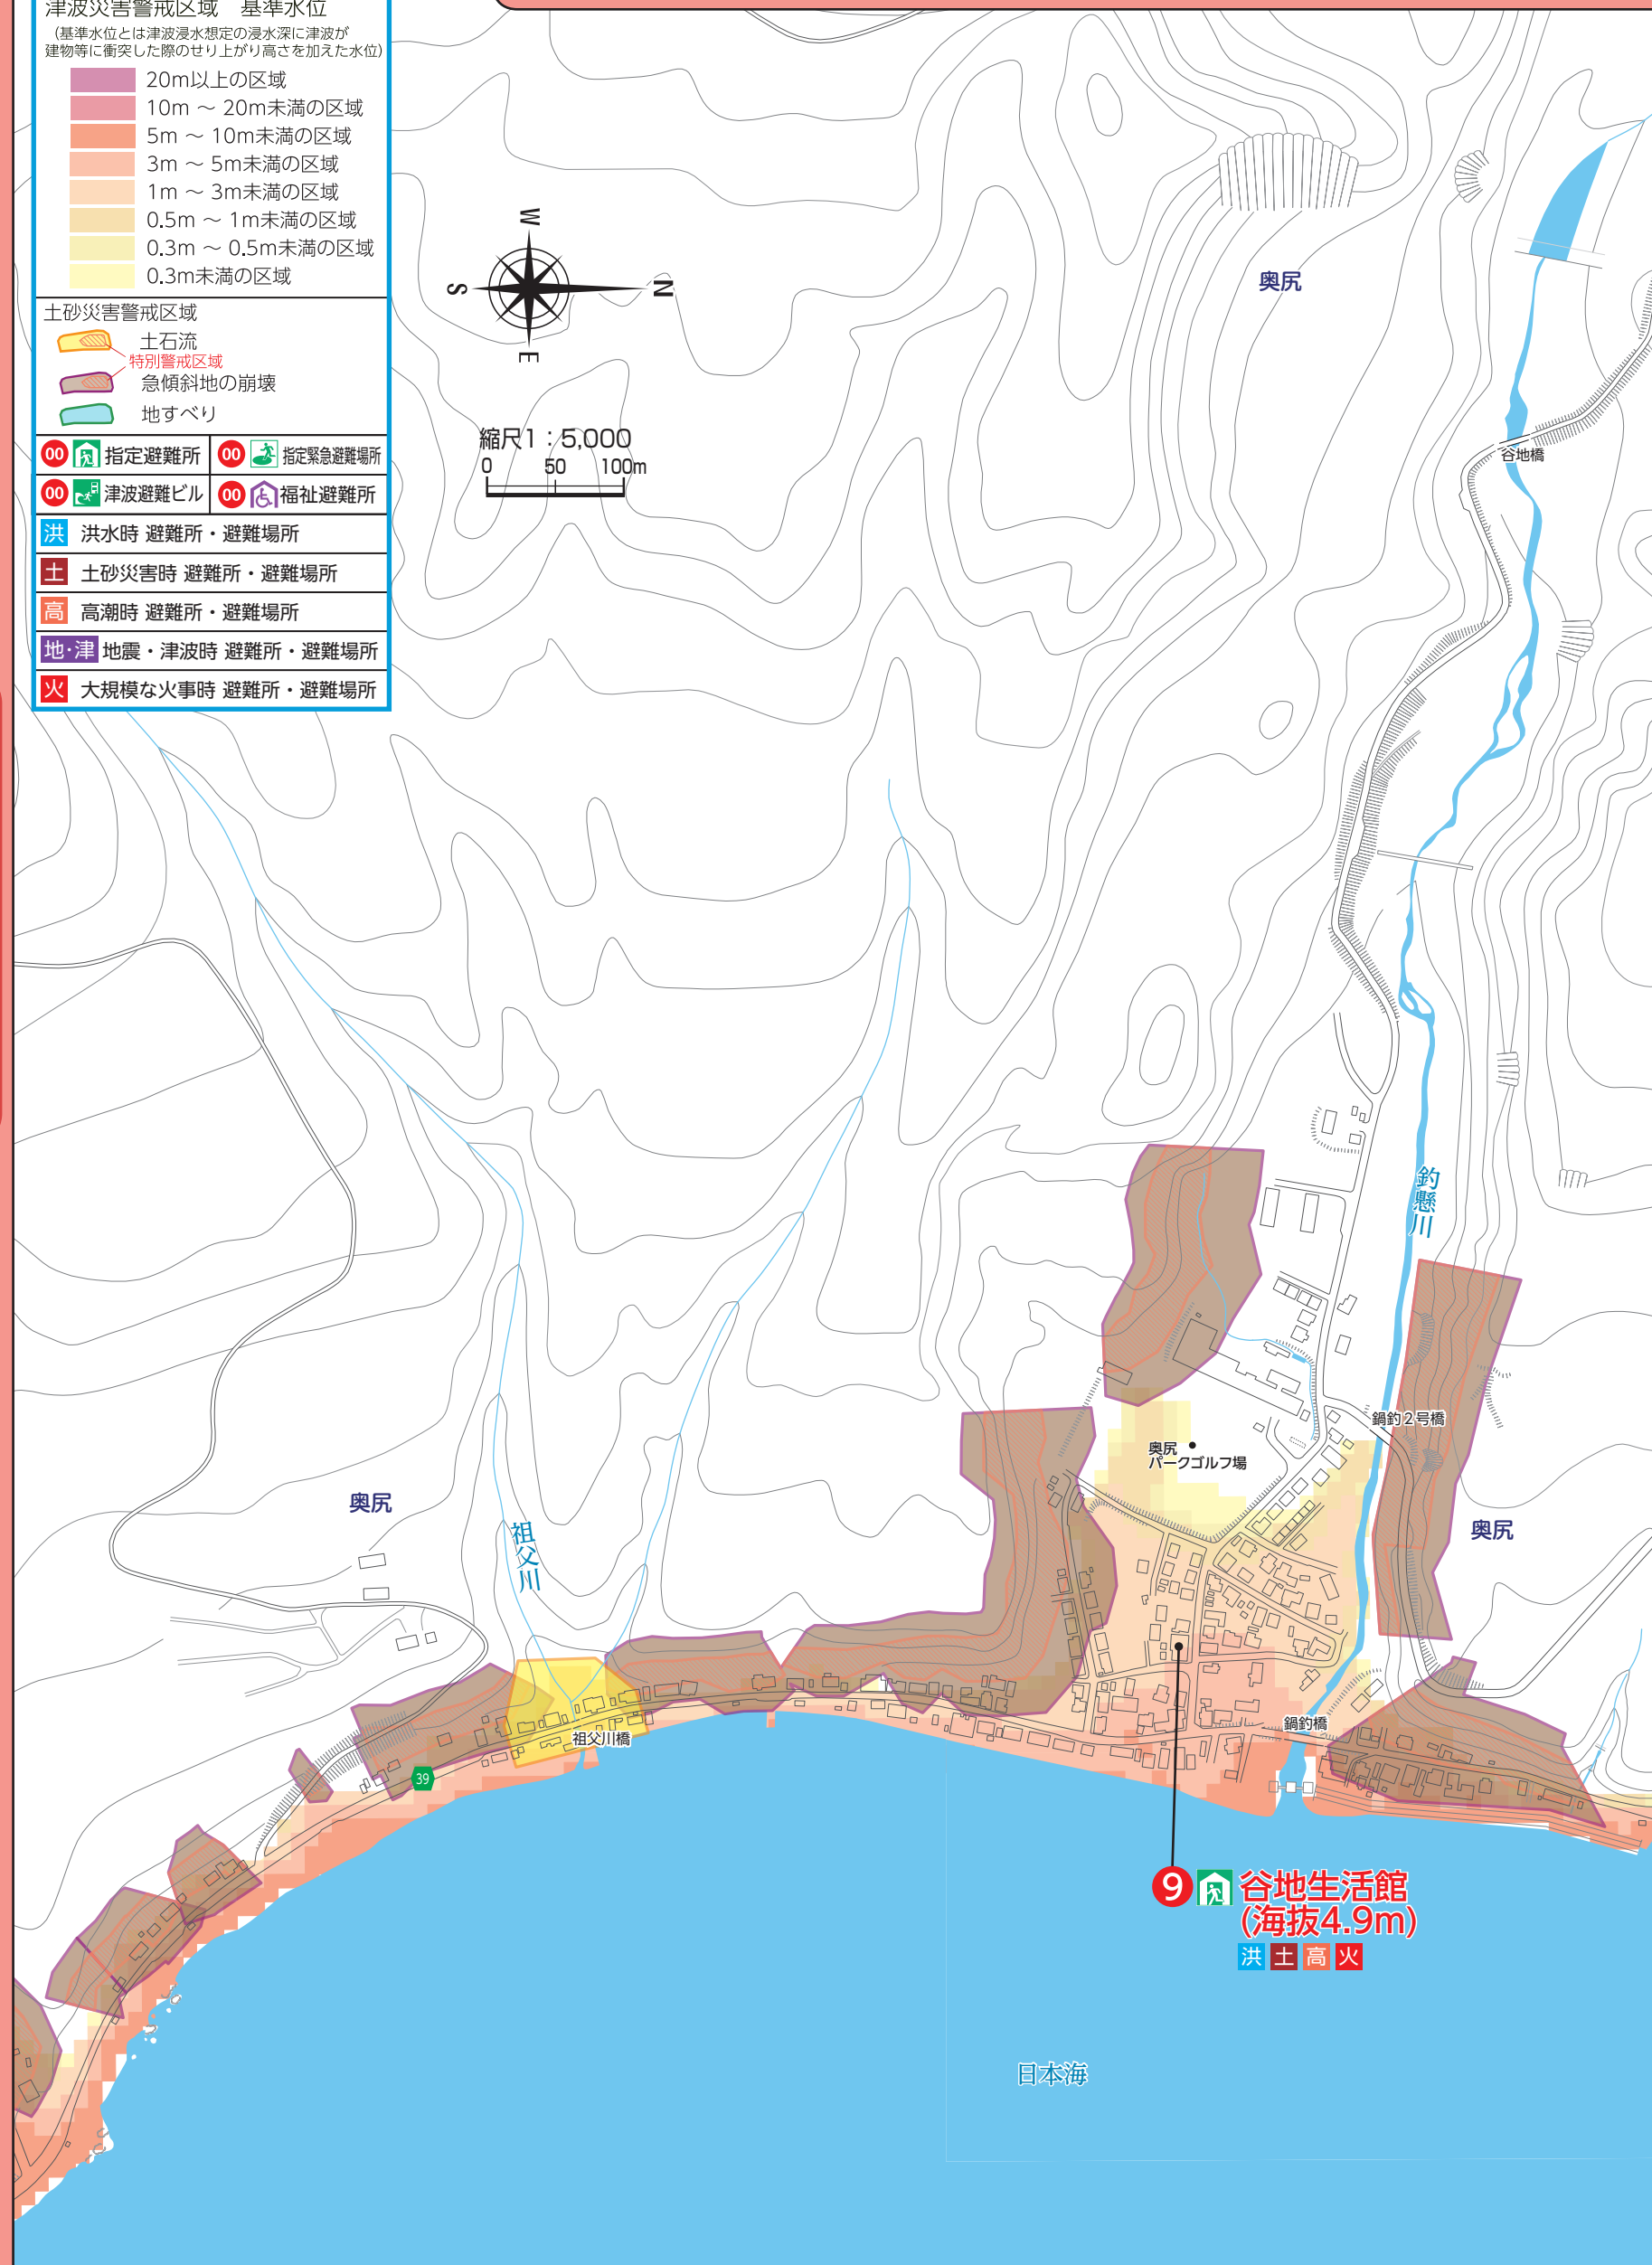 津波災害警戒区域 基準水位
(基準水位とは津波浸水想定の浸水深に津波が
建物等に衝突した際のせり上がり高さを加えた水位)
20m以上の区域
10m ～ 20m未満の区域
5m ～ 10m未満の区域
3m ～ 5m未満の区域
1m ～ 3m未満の区域
0.5m ～ 1m未満の区域
0.3m ～ 0.5m未満の区域
0.3m未満の区域
土砂災害警戒区域
土石流
特別警戒区域
急傾斜地の崩壊
地すべり
00 指定避難所
00 指定緊急避難場所
00 津波避難ビル
00 福祉避難所
洪 洪水時 避難所・避難場所
土 土砂災害時 避難所・避難場所
高 高潮時 避難所・避難場所
地・津 地震・津波時 避難所・避難場所
火 大規模な火事時 避難所・避難場所
W
S
N
E
縮尺1：5,000
0 50 100m
奥尻
谷地橋
釣懸川
鍋釣2号橋
奥尻
パークゴルフ場
奥尻
奥尻
祖父川
祖父川橋
39
鍋釣橋
9 谷地生活館
(海抜4.9m)
洪 土 高 火
日本海